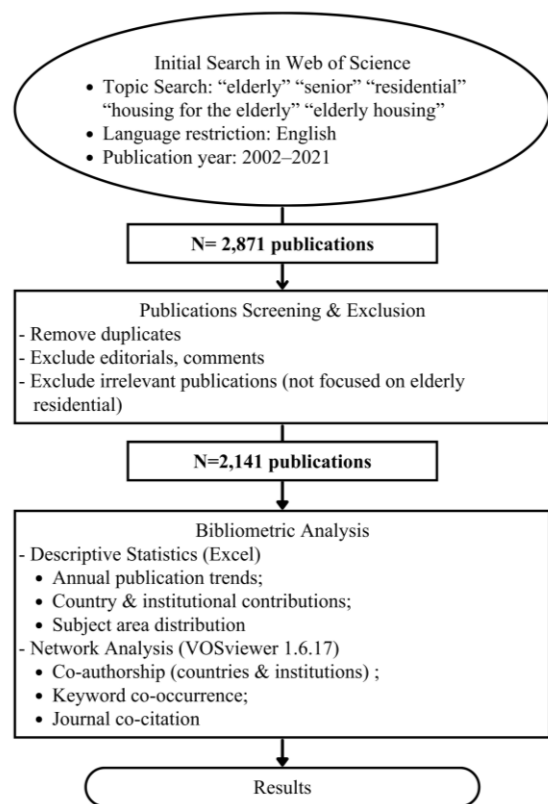 Initial Search in Web of Science
• Topic Search: “elderly” “senior” “residential”
“housing for the elderly” “elderly housing”
• Language restriction: English
• Publication year: 2002–2021
N= 2,871 publications
Publications Screening & Exclusion
- Remove duplicates
- Exclude editorials, comments
- Exclude irrelevant publications (not focused on elderly
residential)
N=2,141 publications
Bibliometric Analysis
- Descriptive Statistics (Excel)
• Annual publication trends;
• Country & institutional contributions;
• Subject area distribution
- Network Analysis (VOSviewer 1.6.17)
• Co-authorship (countries & institutions) ;
• Keyword co-occurrence;
• Journal co-citation
Results